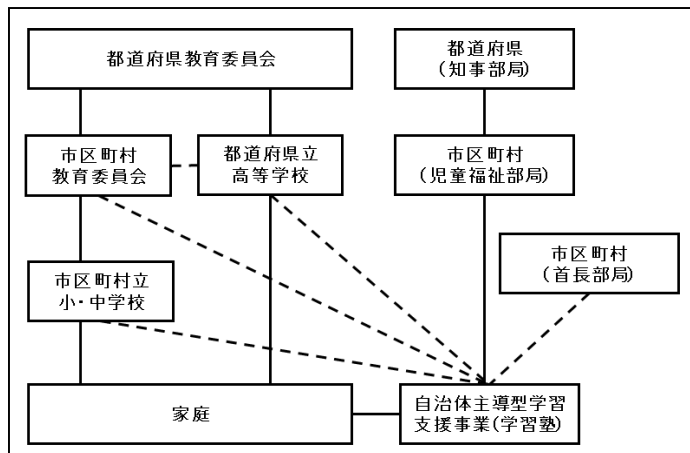 都道府県教育委員会
都道府県
(知事部局)
市区町村
教育委員会
都道府県立
高等学校
市区町村
(児童福祉部局)
市区町村
(首長部局)
市区町村立
小・中学校
家庭
自治体主導型学習
支援事業(学習塾)